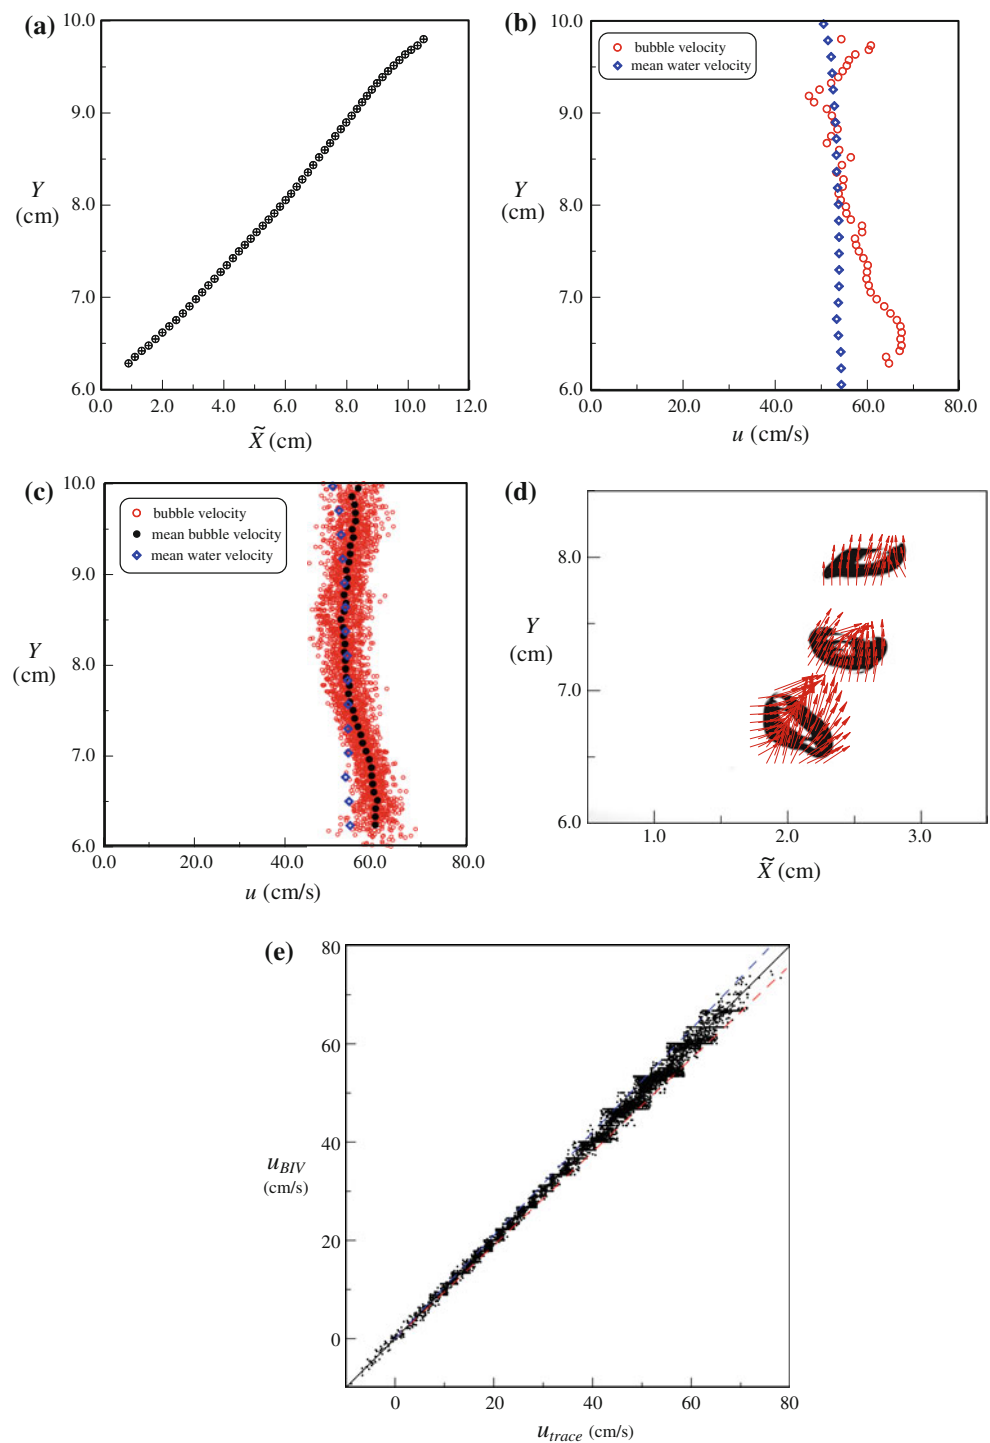 (a)
10.0
9.0
8.0
7.0
6.0
Y
(cm)
0.0 2.0 4.0 6.0 8.0 10.0 12.0
X̃ (cm)
(b)
10.0
9.0
8.0
7.0
6.0
Y
(cm)
bubble velocity
mean water velocity
0.0 20.0 40.0 60.0 80.0
u (cm/s)
(c)
10.0
9.0
8.0
7.0
6.0
Y
(cm)
bubble velocity
mean bubble velocity
mean water velocity
0.0 20.0 40.0 60.0 80.0
u (cm/s)
(d)
8.0
7.0
6.0
Y
(cm)
1.0 2.0 3.0
X̃ (cm)
(e)
80
60
40
20
0
u_BIV
(cm/s)
0 20 40 60 80
u_trace (cm/s)